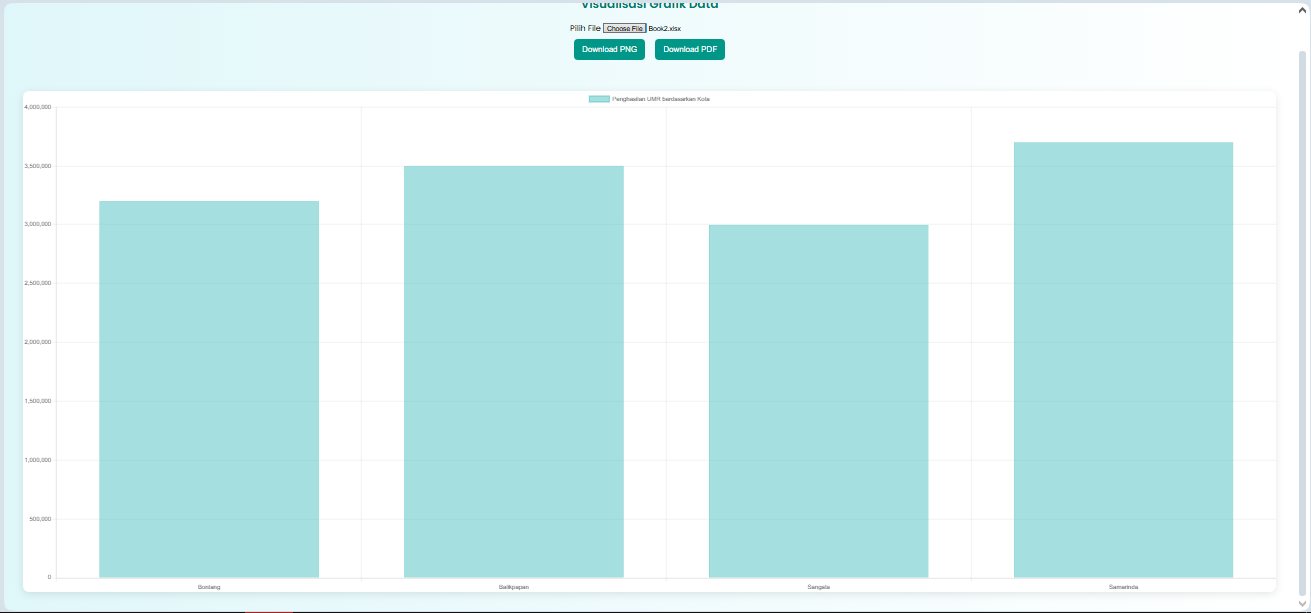 Visualisasi Grafik Data
Pilih File Choose File Book2.xlsx
Download PNG Download PDF
Penghasilan UMR berdasarkan Kota
4,000,000
3,500,000
3,000,000
2,500,000
2,000,000
1,500,000
1,000,000
500,000
0
Bontang Balikpapan Sangata Samarinda